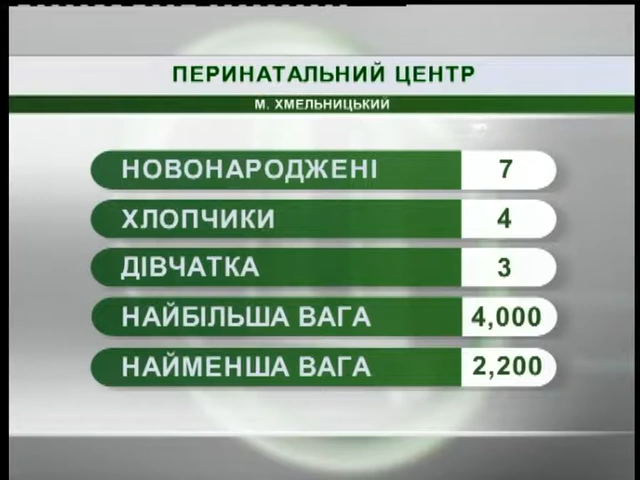 ПЕРИНАТАЛЬНИЙ ЦЕНТР
М. ХМЕЛЬНИЦЬКИЙ
НОВОНАРОДЖЕНІ 7
ХЛОПЧИКИ 4
ДІВЧАТКА 3
НАЙБІЛЬША ВАГА 4,000
НАЙМЕНША ВАГА 2,200